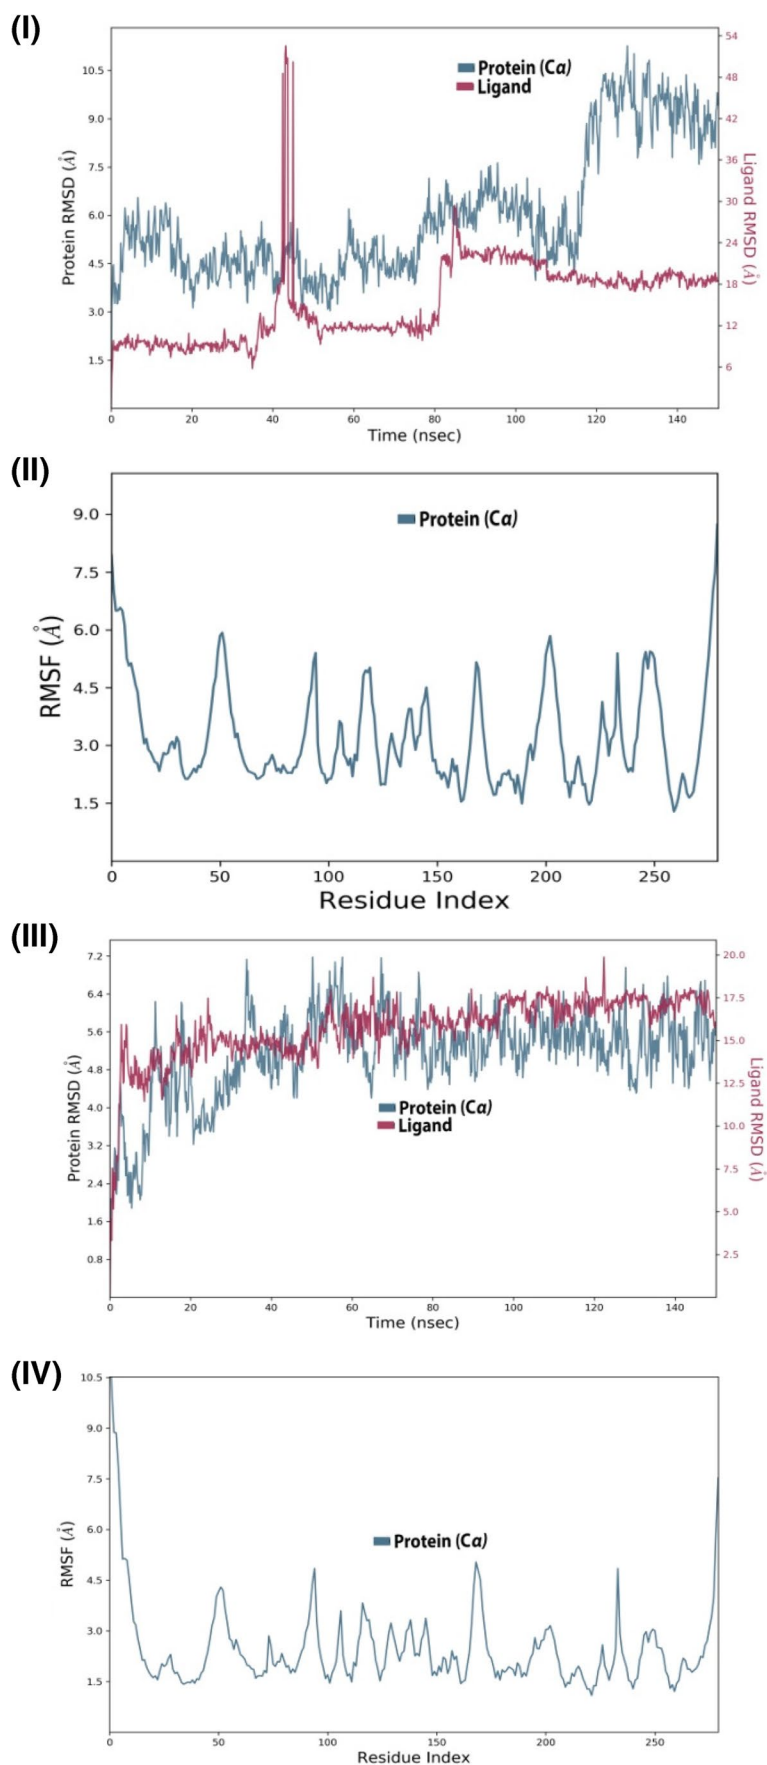 (I)
Protein (Cα)
Ligand
10.5
9.0
7.5
6.0
4.5
3.0
1.5
Protein RMSD (Å)
54
48
42
36
30
24
18
12
6
Ligand RMSD (Å)
0 20 40 60 80 100 120 140
Time (nsec)
(II)
Protein (Cα)
9.0
7.5
6.0
4.5
3.0
1.5
RMSF (Å)
0 50 100 150 200 250
Residue Index
(III)
7.2
6.4
5.6
4.8
4.0
3.2
2.4
1.6
0.8
Protein RMSD (Å)
Protein (Cα)
Ligand
20.0
17.5
15.0
12.5
10.0
7.5
5.0
2.5
Ligand RMSD (Å)
0 20 40 60 80 100 120 140
Time (nsec)
(IV)
10.5
9.0
7.5
6.0
4.5
3.0
1.5
RMSF (Å)
Protein (Cα)
0 50 100 150 200 250
Residue Index